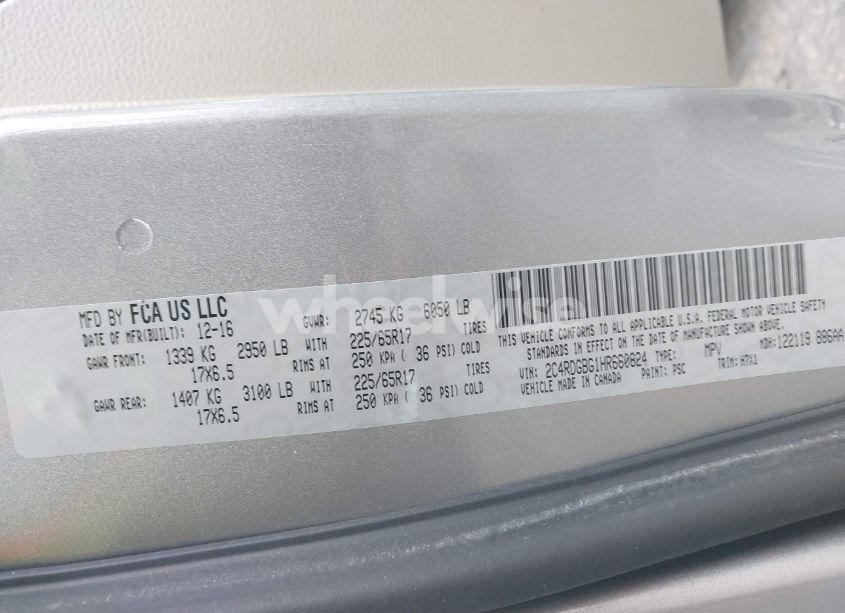 MFD BY FCA US LLC
DATE OF MFR(BUILT): 12-16 GVWR: 2745 KG 6050 LB
GAWR FRONT: 1339 KG 2950 LB WITH 225/65R17 TIRES
17X6.5 RIMS AT 250 KPA( 36 PSI) COLD
GAWR REAR: 1407 KG 3100 LB WITH 225/65R17 TIRES
17X6.5 RIMS AT 250 KPA ( 36 PSI) COLD
THIS VEHICLE CONFORMS TO ALL APPLICABLE U.S.A. FEDERAL MOTOR VEHICLE SAFETY
STANDARDS IN EFFECT ON THE DATE OF MANUFACTURE SHOWN ABOVE.
MDH: 122119 886AA
VIN: 2C4RDGBG1HR660824 TYPE: MPV
VEHICLE MADE IN CANADA PAINT: PSC TRIM: H7X1
wheelwise